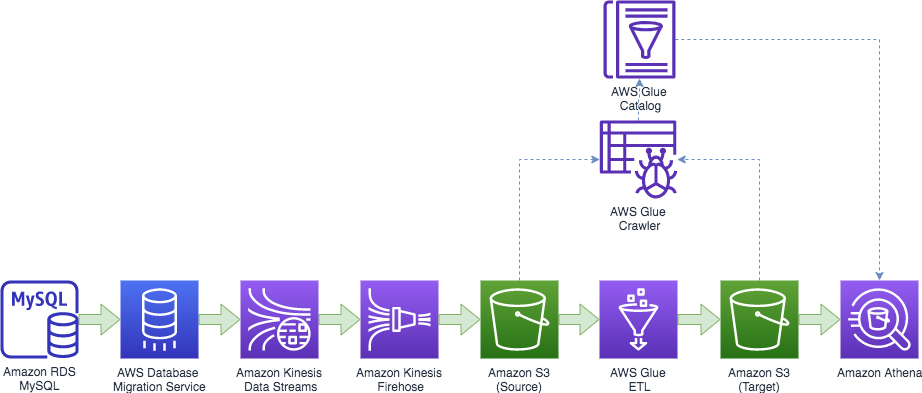 AWS Glue
Catalog
AWS Glue
Crawler
MySQL
Amazon RDS
MySQL
AWS Database
Migration Service
Amazon Kinesis
Data Streams
Amazon Kinesis
Firehose
Amazon S3
(Source)
AWS Glue
ETL
Amazon S3
(Target)
Amazon Athena